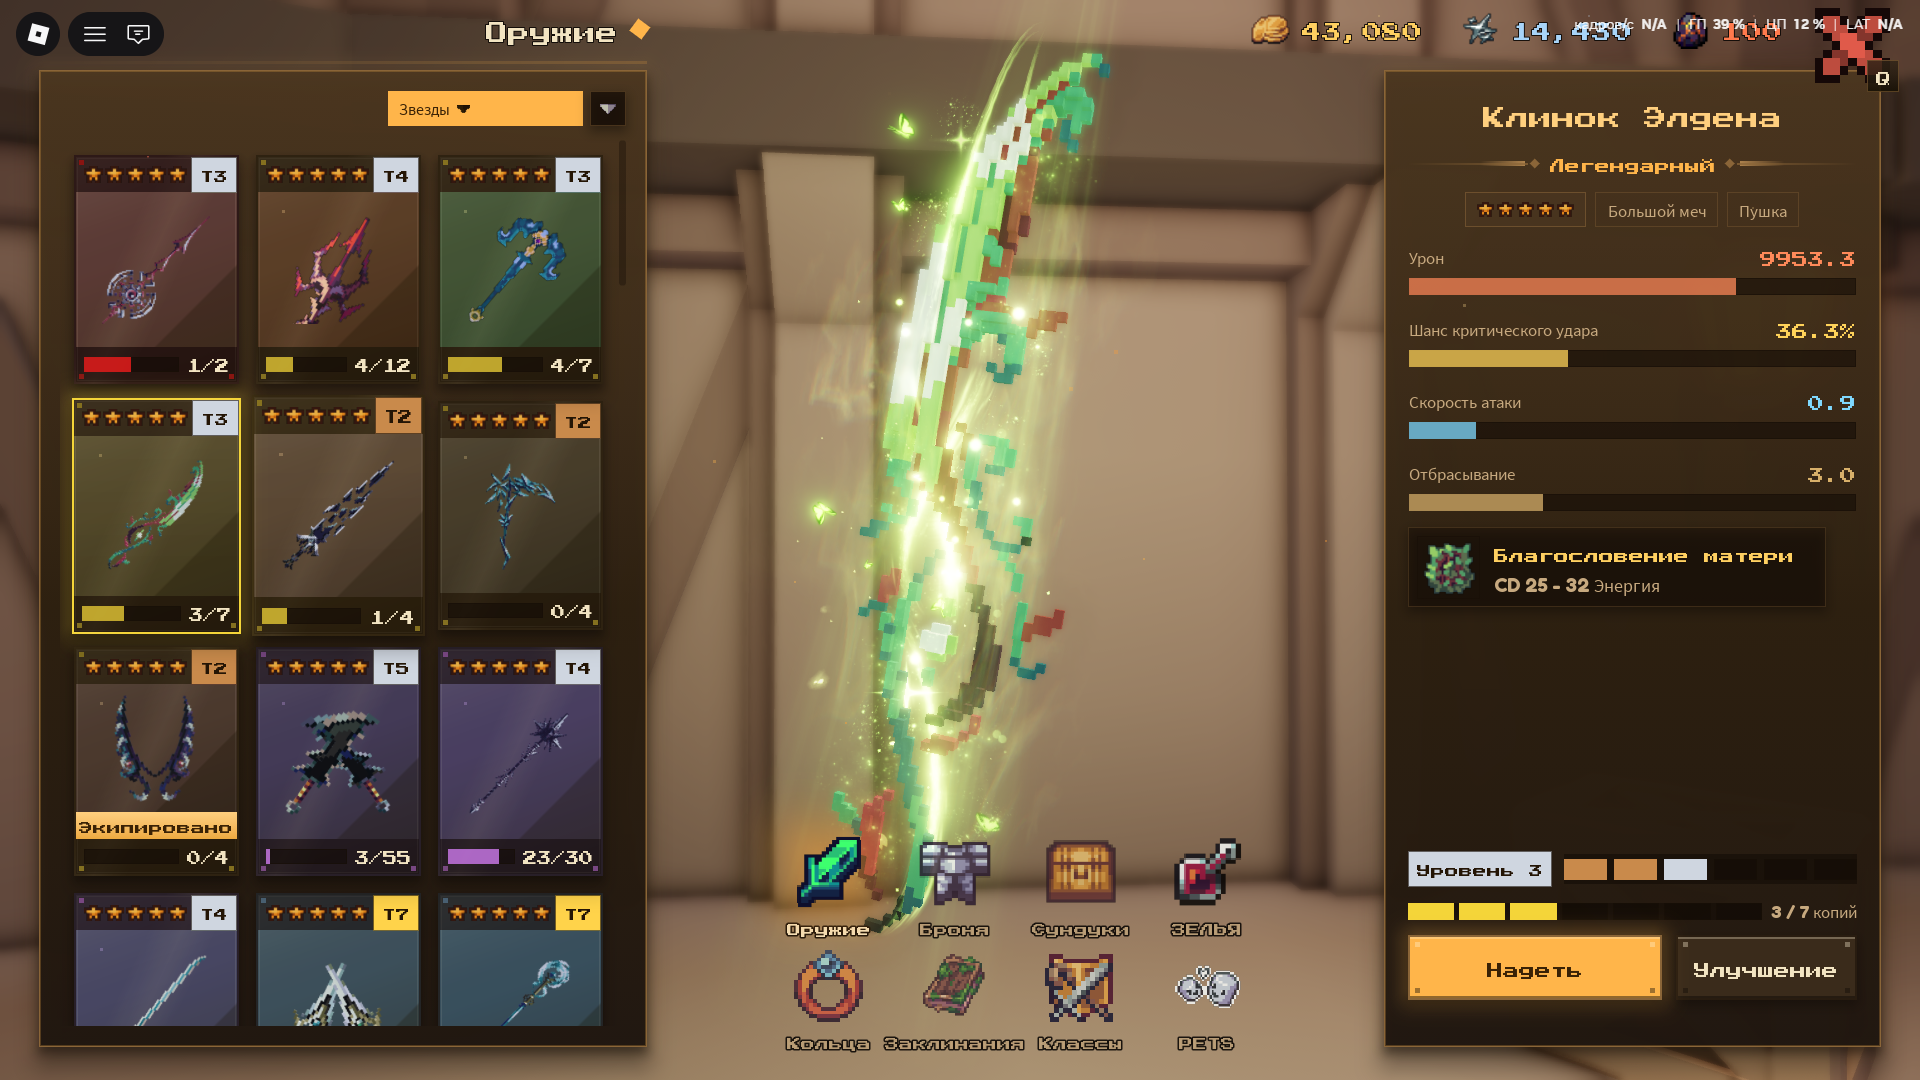 Оружие
43,080
14,430
100
кадров/с N/A | ГП 39 % | ЦП 12 % | LAT N/A
Q
Звезды
T3
T4
T3
1/2
4/12
4/7
T3
T2
T2
3/7
1/4
0/4
T2
T5
T4
Экипировано
0/4
3/55
23/30
T4
T7
T7
Оружие
Броня
Сундуки
ЗЕЛЬЯ
Кольца
Заклинания
Классы
PETS
Клинок Элдена
Легендарный
Большой меч
Пушка
Урон
9953.3
Шанс критического удара
36.3%
Скорость атаки
0.9
Отбрасывание
3.0
Благословение матери
CD 25 - 32 Энергия
Уровень 3
3 / 7 копий
Надеть
Улучшение